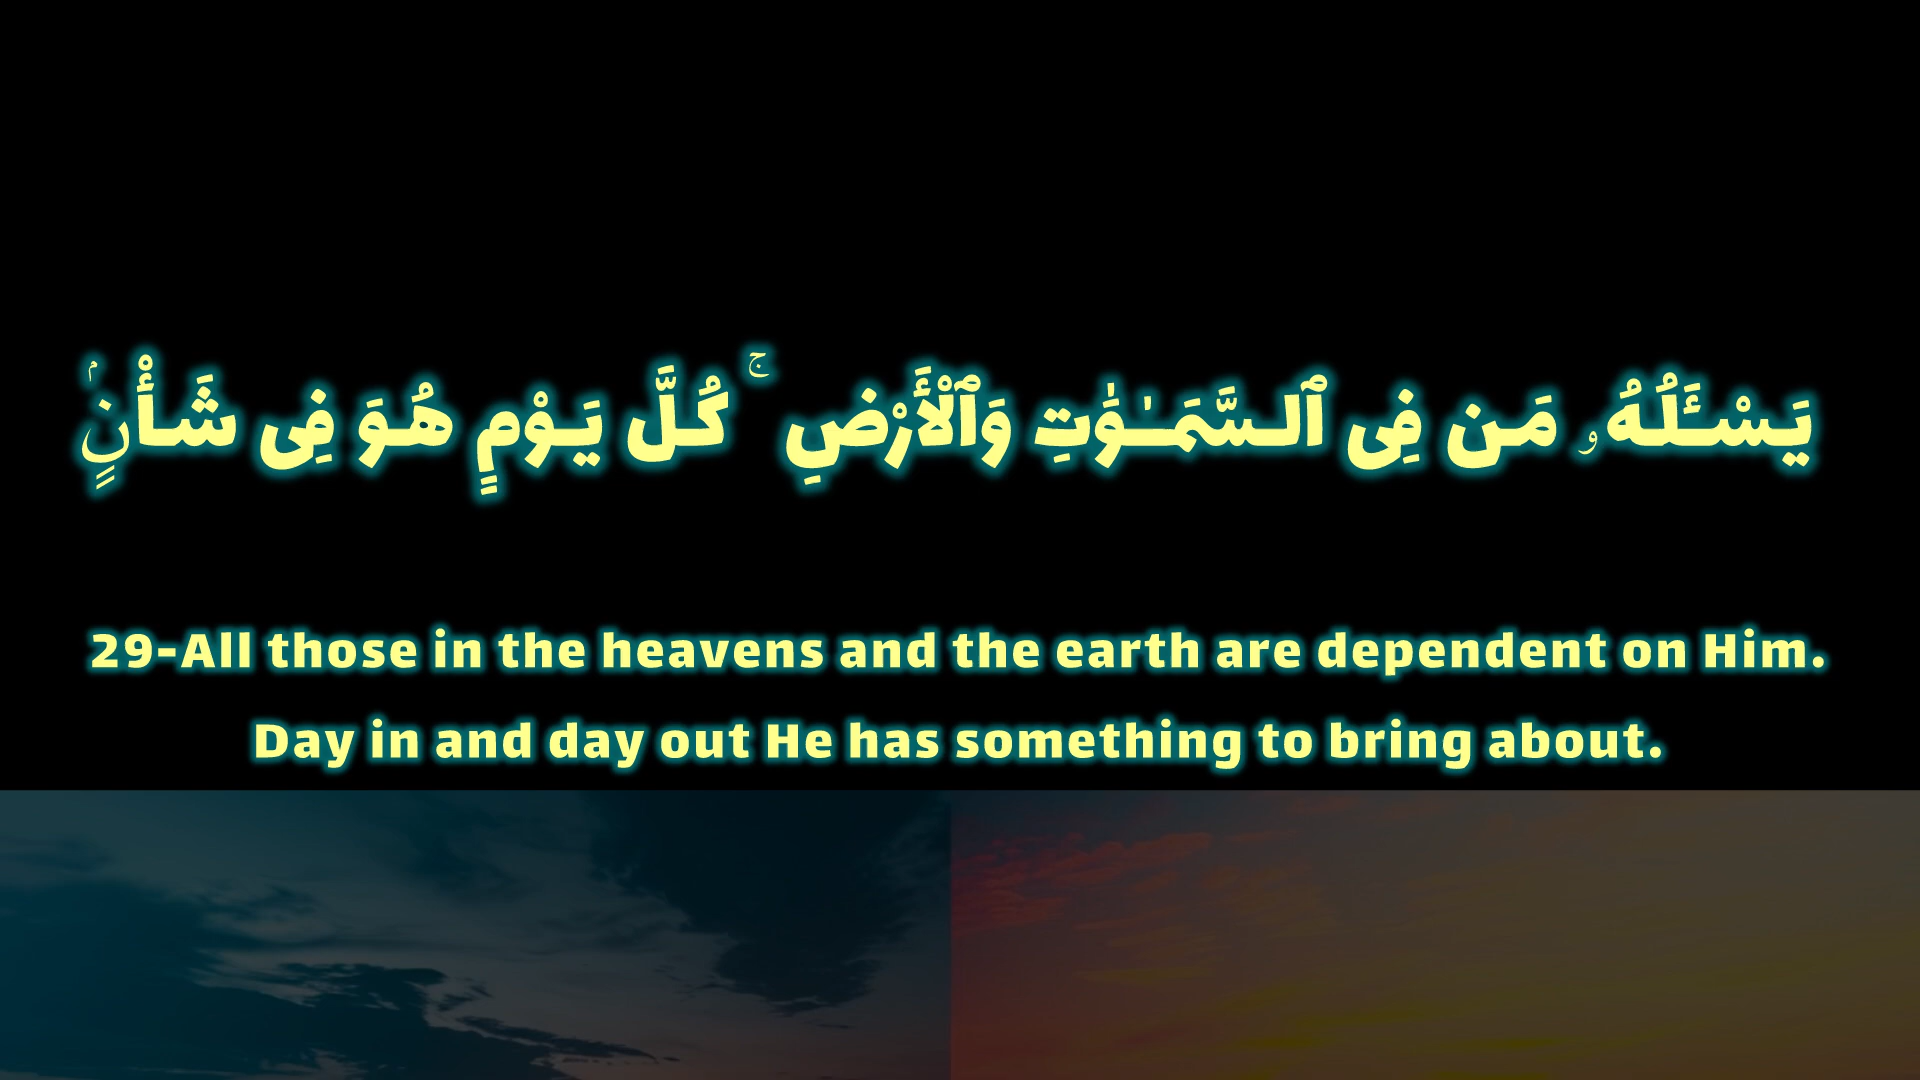 يَسْـَٔلُهُۥ مَن فِى ٱلسَّمَـٰوَٰتِ وَٱلْأَرْضِ ۚ كُلَّ يَوْمٍ هُوَ فِى شَأْنٍۢ
29-All those in the heavens and the earth are dependent on Him.
Day in and day out He has something to bring about.